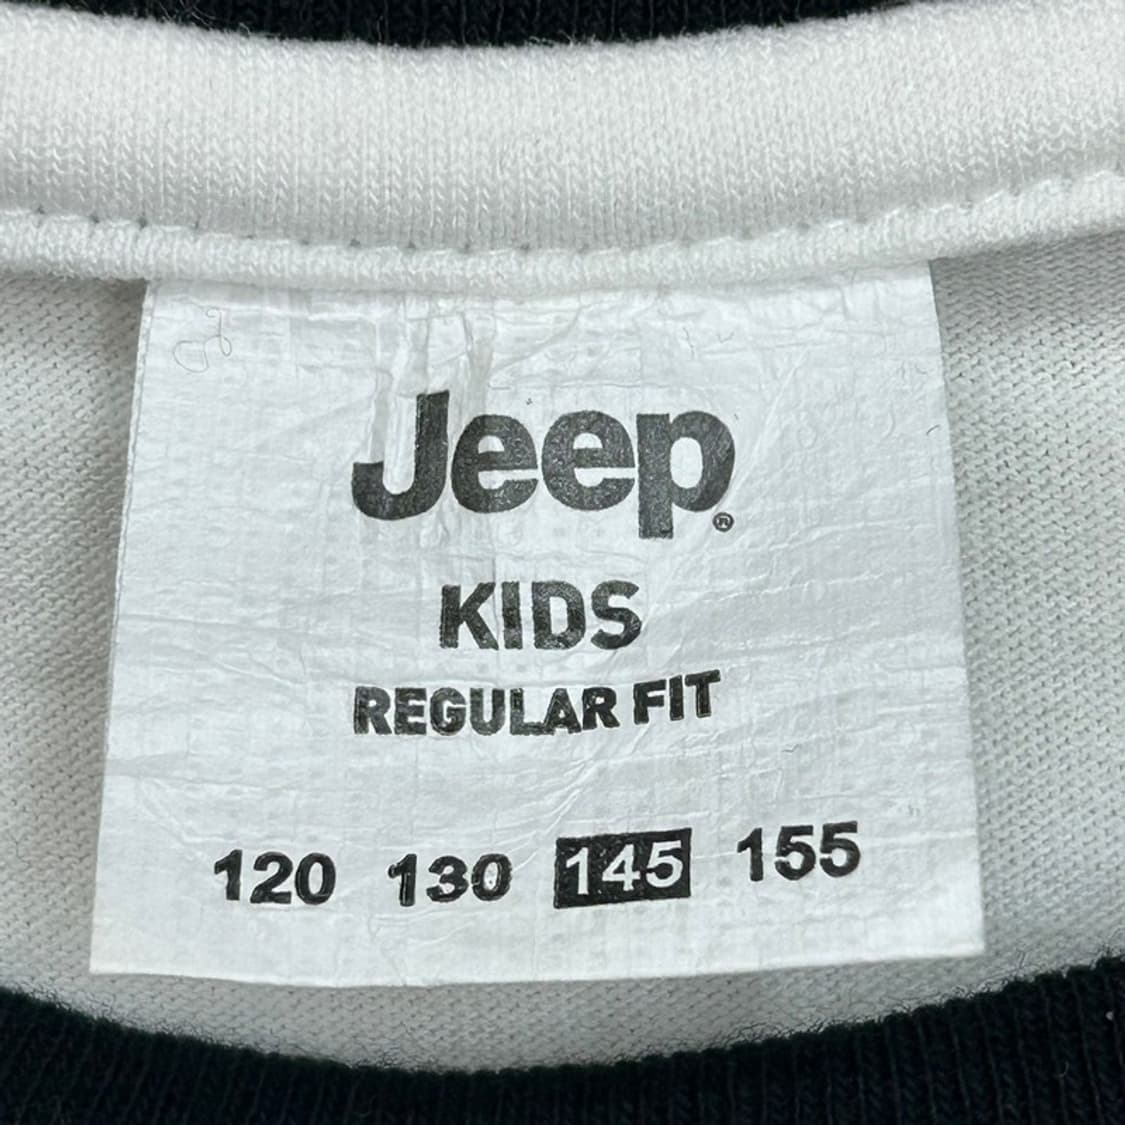 Jeep®
KIDS
REGULAR FIT
120 130 145 155